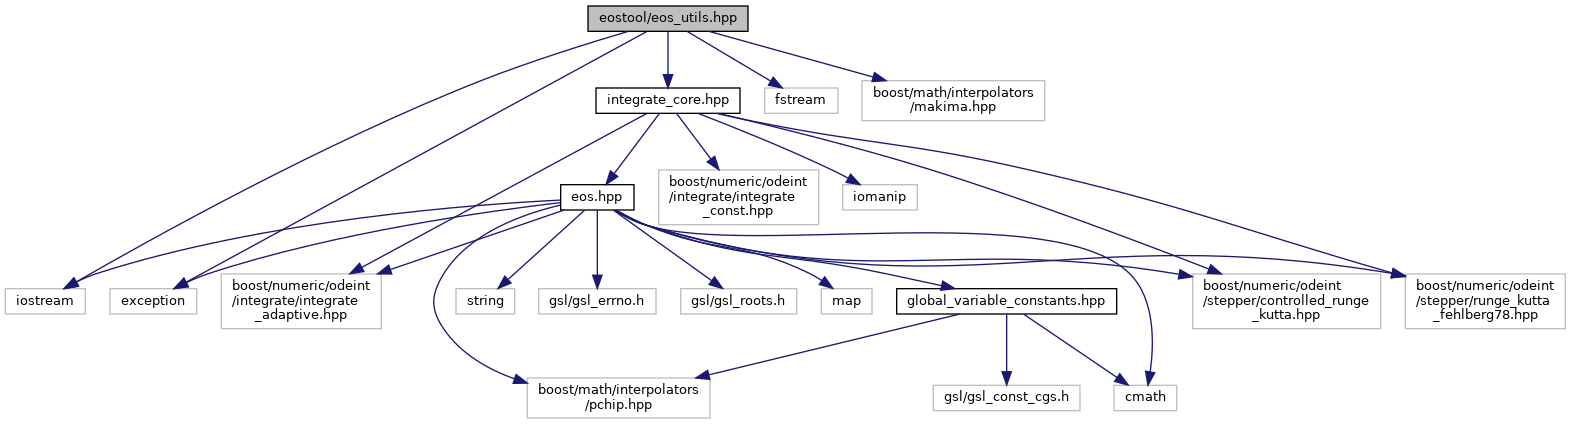 eostool/eos_utils.hpp
integrate_core.hpp
fstream
boost/math/interpolators
/makima.hpp
eos.hpp
boost/numeric/odeint
/integrate/integrate
_const.hpp
iomanip
iostream
exception
boost/numeric/odeint
/integrate/integrate
_adaptive.hpp
string
gsl/gsl_errno.h
gsl/gsl_roots.h
map
global_variable_constants.hpp
boost/numeric/odeint
/stepper/controlled_runge
_kutta.hpp
boost/numeric/odeint
/stepper/runge_kutta
_fehlberg78.hpp
boost/math/interpolators
/pchip.hpp
gsl/gsl_const_cgs.h
cmath